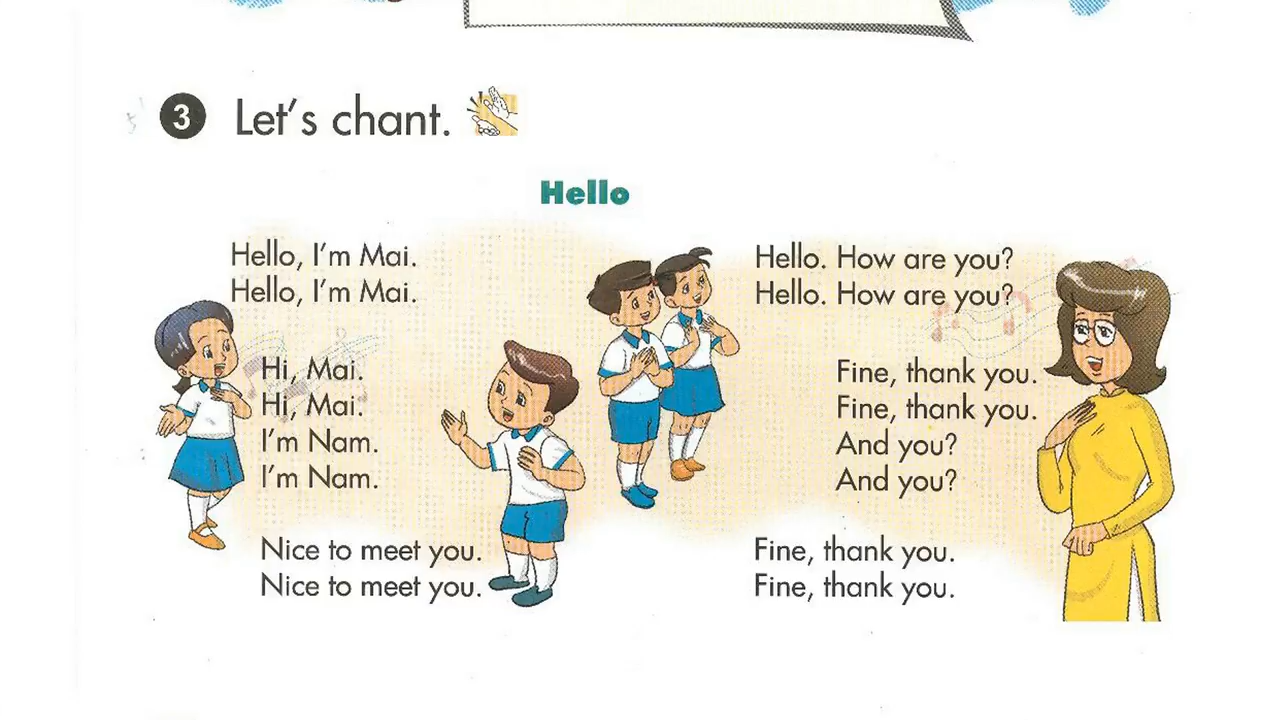 3 Let's chant.
Hello
Hello, I'm Mai.
Hello, I'm Mai.
Hi, Mai.
Hi, Mai.
I'm Nam.
I'm Nam.
Nice to meet you.
Nice to meet you.
Hello. How are you?
Hello. How are you?
Fine, thank you.
Fine, thank you.
And you?
And you?
Fine, thank you.
Fine, thank you.